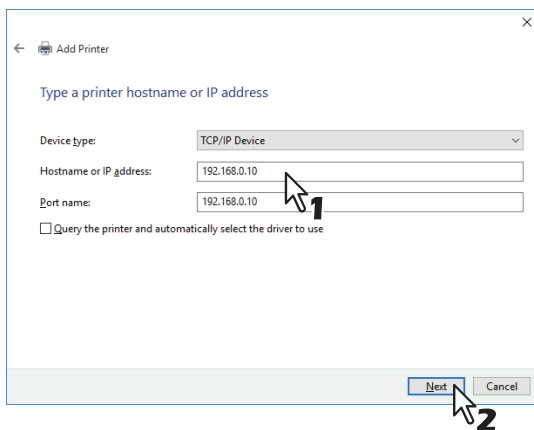 Add Printer
Type a printer hostname or IP address
Device type: TCP/IP Device
Hostname or IP address: 192.168.0.10
Port name: 192.168.0.10
Query the printer and automatically select the driver to use
1
Next Cancel
2